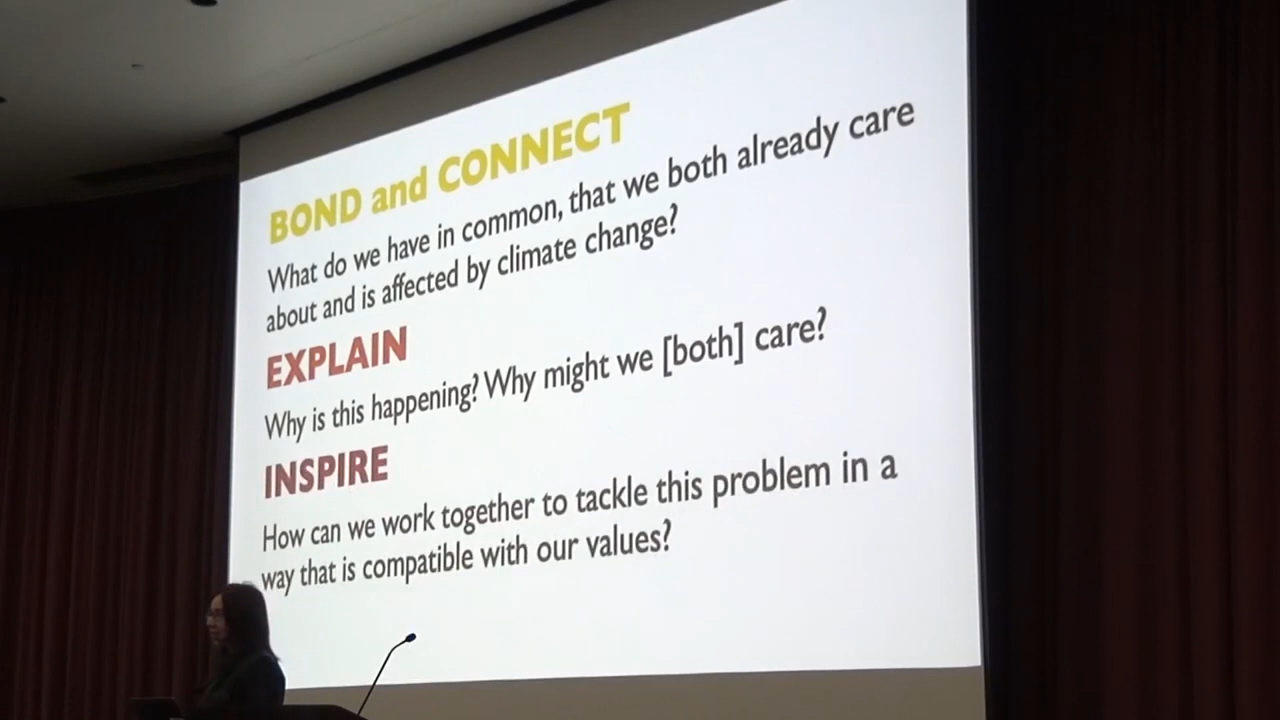 BOND and CONNECT
What do we have in common, that we both already care
about and is affected by climate change?
EXPLAIN
Why is this happening? Why might we [both] care?
INSPIRE
How can we work together to tackle this problem in a
way that is compatible with our values?